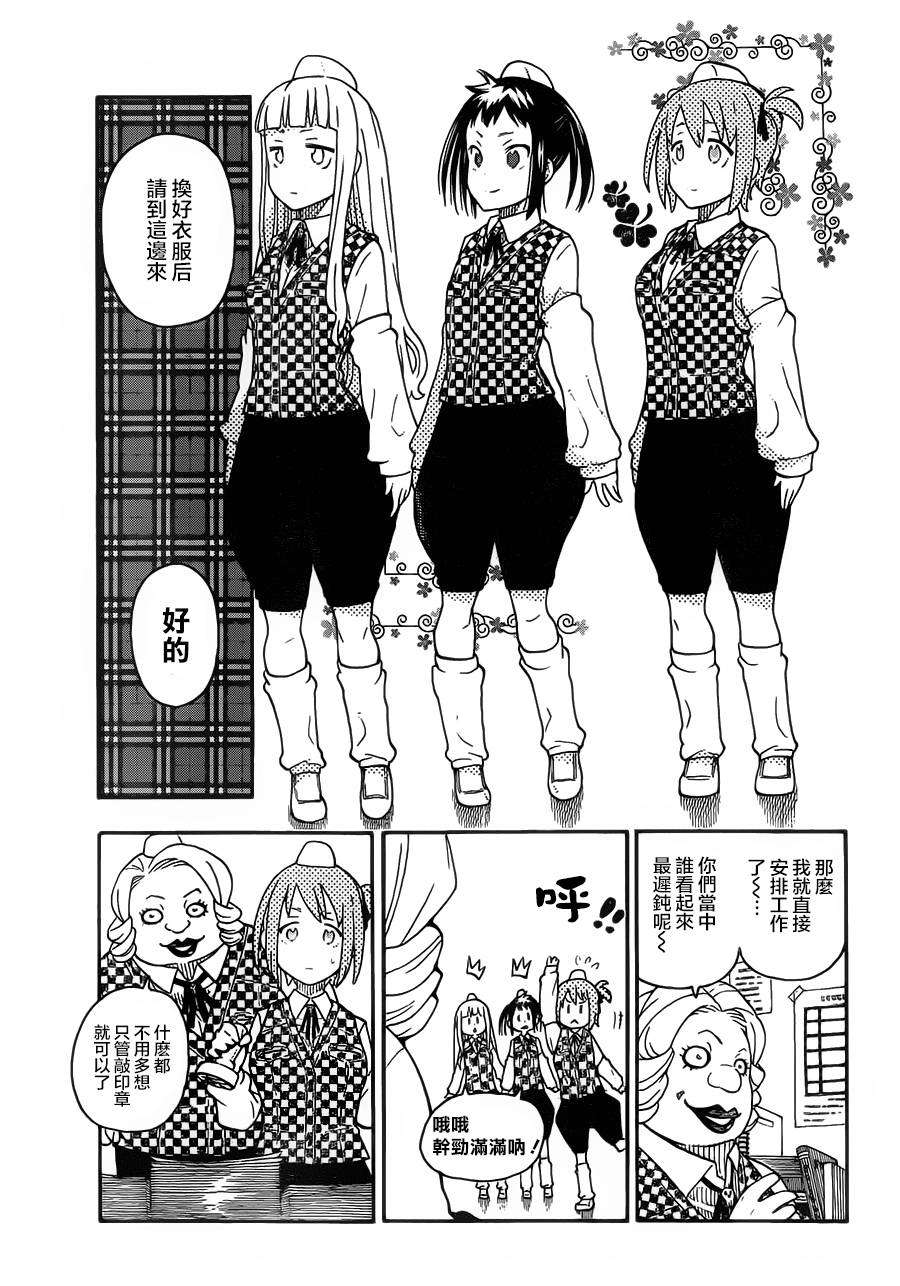 換好衣服后
請到這邊來
好的
那麼
我就直接
安排工作
了～……
你們當中
誰看起來
最遲鈍呢～
呼!!
哦哦
幹勁滿滿吶！
什麽都
不用多想
只管敲印章
就可以了